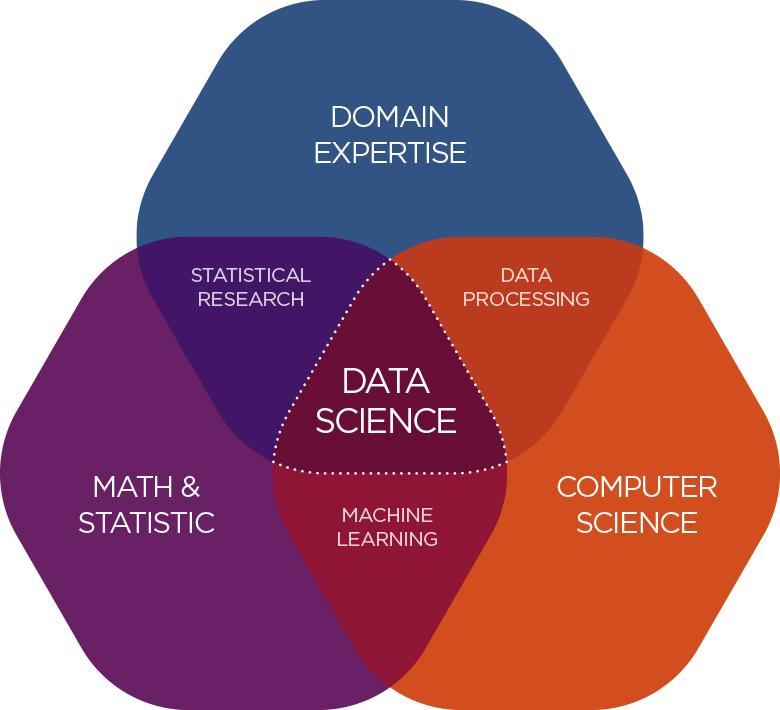 DOMAIN
EXPERTISE
STATISTICAL
RESEARCH
DATA
PROCESSING
DATA
SCIENCE
MATH &
STATISTIC
MACHINE
LEARNING
COMPUTER
SCIENCE